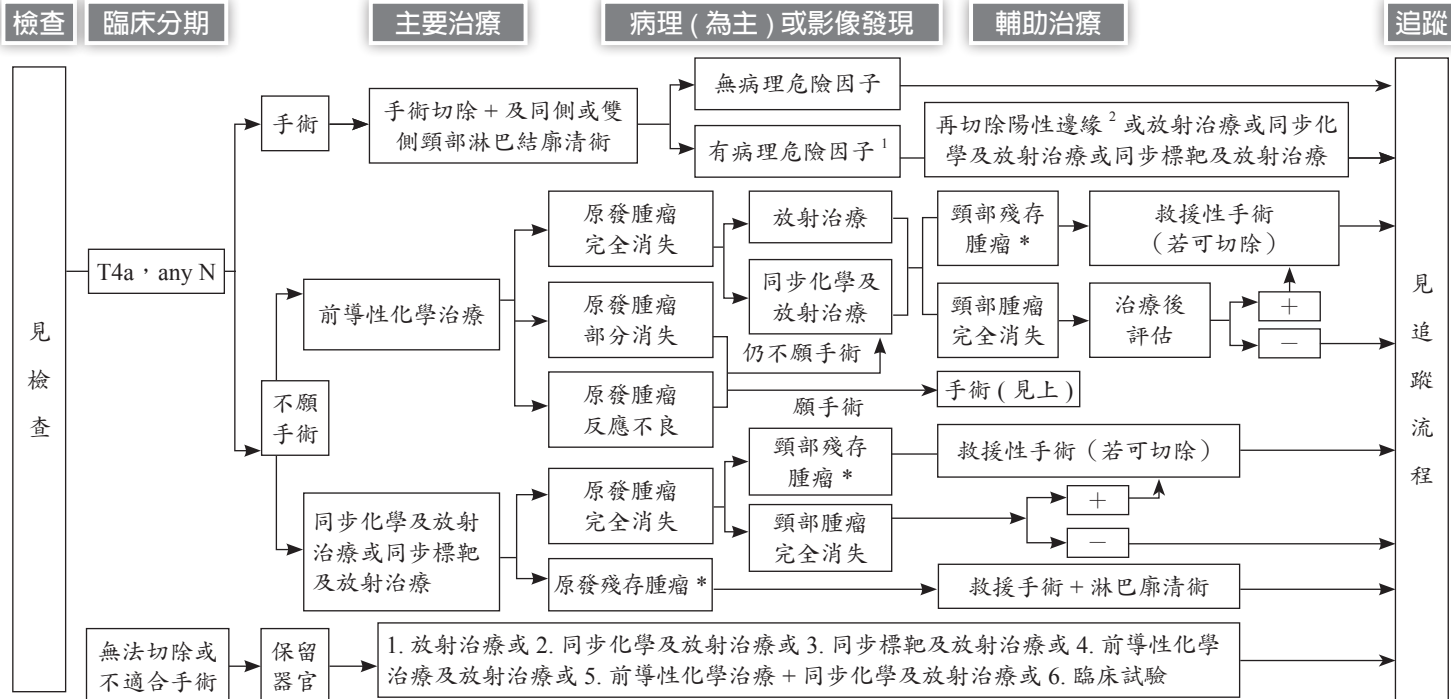 檢查
臨床分期
主要治療
病理(為主)或影像發現
輔助治療
追蹤
見檢查
T4a，any N
手術
手術切除+及同側或雙
側頸部淋巴結廓清術
無病理危險因子
有病理危險因子1
再切除陽性邊緣2或放射治療或同步化
學及放射治療或同步標靶及放射治療
不願
手術
前導性化學治療
原發腫瘤
完全消失
原發腫瘤
部分消失
原發腫瘤
反應不良
放射治療
同步化學及
放射治療
仍不願手術
願手術
手術(見上)
頸部殘存
腫瘤*
救援性手術
（若可切除）
頸部腫瘤
完全消失
治療後
評估
+
−
同步化學及放射
治療或同步標靶
及放射治療
原發腫瘤
完全消失
頸部殘存
腫瘤*
救援性手術（若可切除）
頸部腫瘤
完全消失
+
−
原發殘存腫瘤*
救援手術+淋巴廓清術
無法切除或
不適合手術
保留
器官
1. 放射治療或 2. 同步化學及放射治療或 3. 同步標靶及放射治療或 4. 前導性化學
治療及放射治療或 5. 前導性化學治療+同步化學及放射治療或 6. 臨床試驗
見追蹤流程